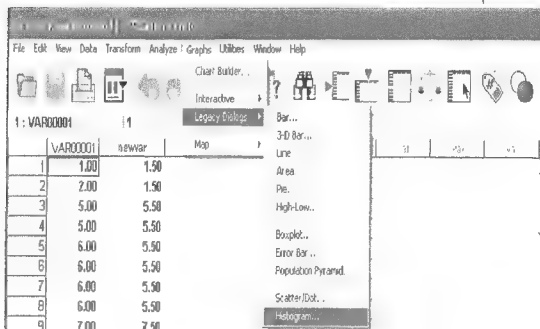 File Edit View Data Transform Analyze Graphs Utilities Window Help
Chart Builder...
Interactive
Legacy Dialogs
Map
Bar...
3-D Bar...
Line
Area
Pie.
High-Low..
Boxplot..
Error Bar...
Population Pyramid.
Scatter/Dot...
Histogram...
1 : VAR00001 1
VAR00001 newvar var var
1 1.00 1.50
2 2.00 1.50
3 5.00 5.50
4 5.00 5.50
5 6.00 5.50
6 6.00 5.50
7 6.00 5.50
8 6.00 5.50
9 7.00 7.50